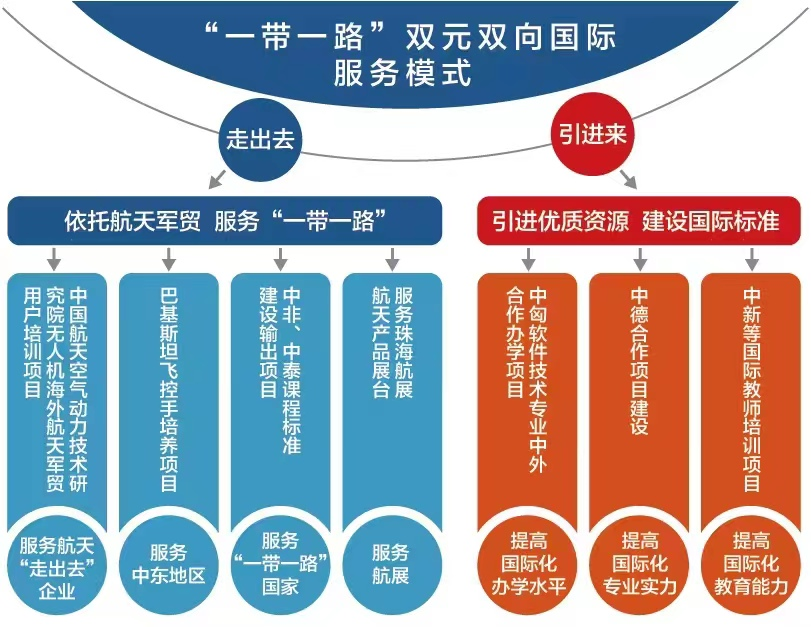 “一带一路”双元双向国际
服务模式
走出去
引进来
依托航天军贸 服务“一带一路”
引进优质资源 建设国际标准
中国航天空气动力技术研
究院无人机海外航天军贸
用户培训项目
巴基斯坦飞控手培养项目
中非、中泰课程标准
建设输出项目
服务珠海航展
航天产品展台
中匈软件技术专业中外
合作办学项目
中德合作项目建设
中新等国际教师培训项目
服务航天
“走出去”
企业
服务
中东地区
服务
“一带一路”
国家
服务
航展
提高
国际化
办学水平
提高
国际化
专业实力
提高
国际化
教育能力